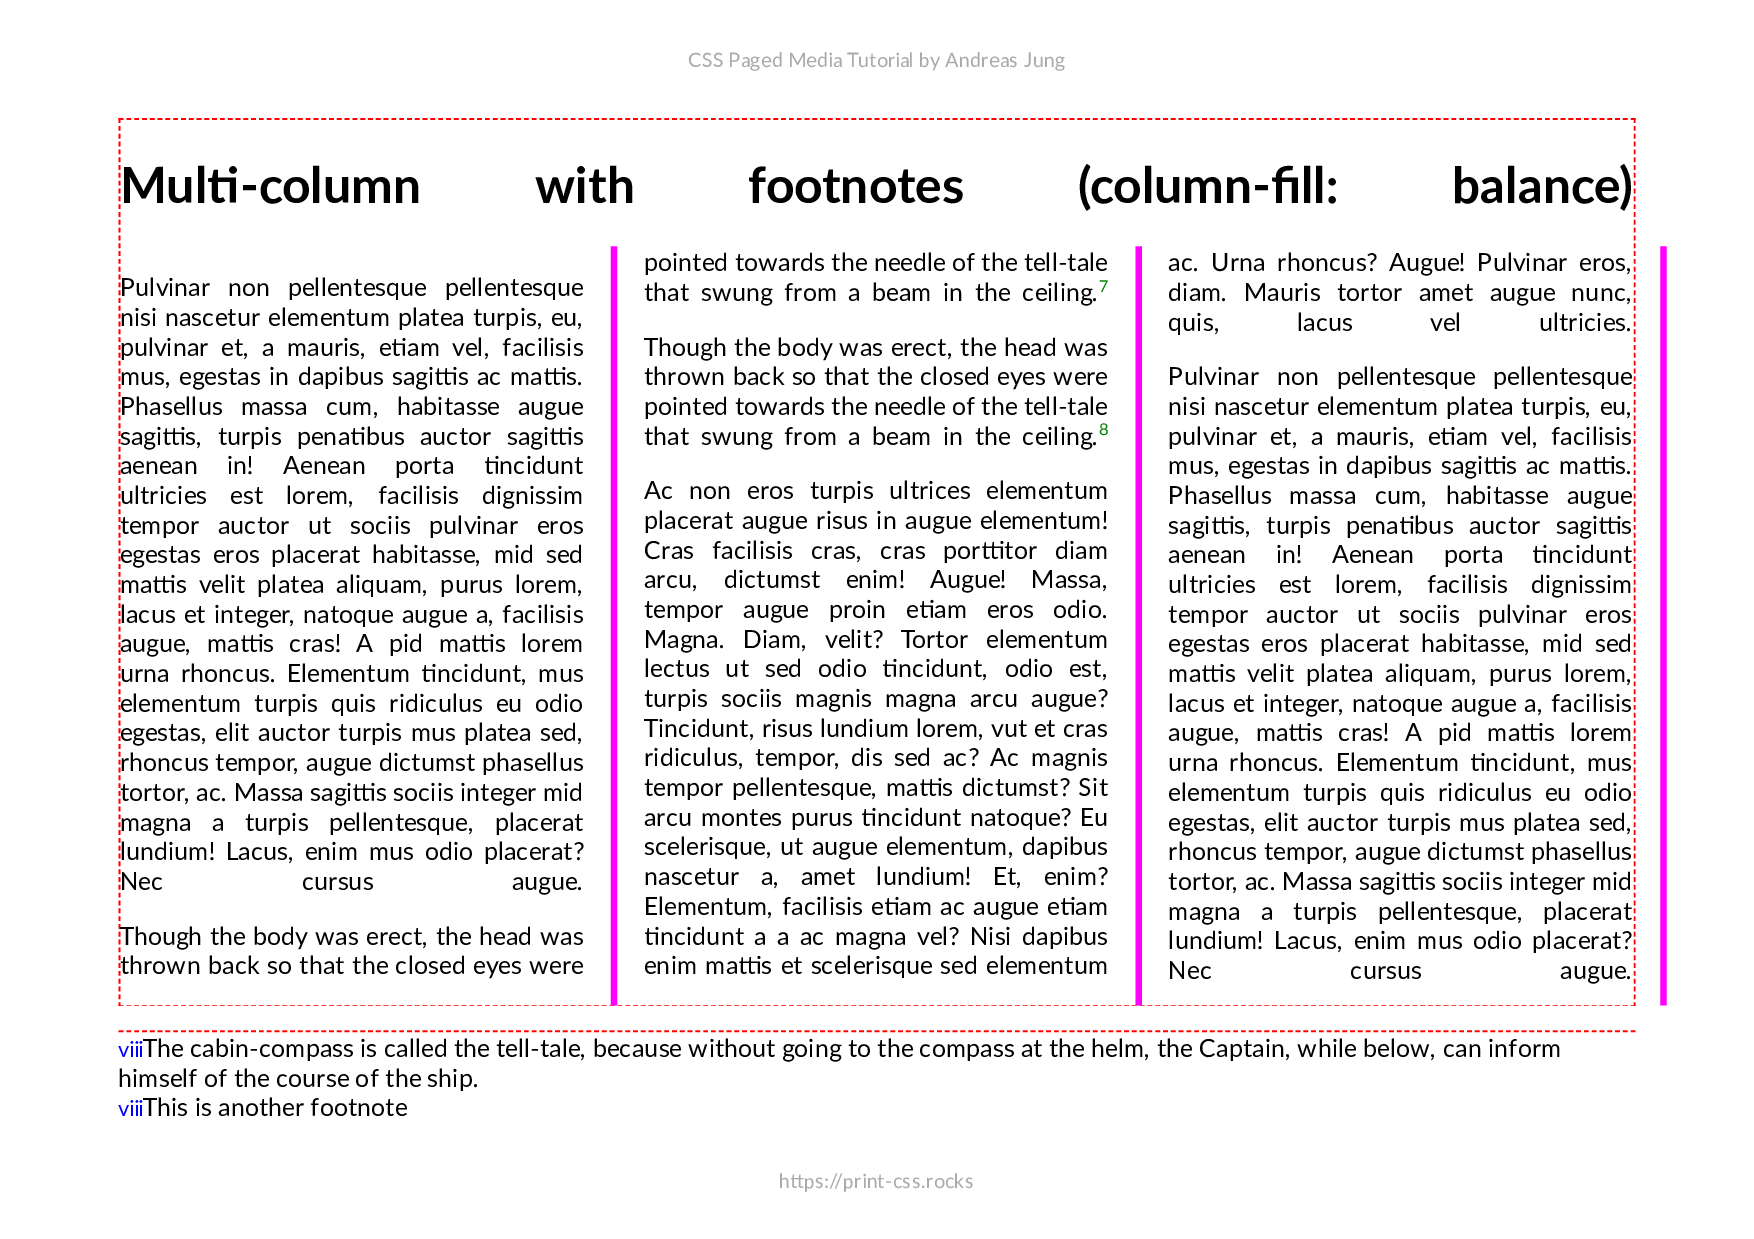 CSS Paged Media Tutorial by Andreas Jung
Multi-column with footnotes (column-fill: balance)
Pulvinar non pellentesque pellentesque
nisi nascetur elementum platea turpis, eu,
pulvinar et, a mauris, etiam vel, facilisis
mus, egestas in dapibus sagittis ac mattis.
Phasellus massa cum, habitasse augue
sagittis, turpis penatibus auctor sagittis
aenean in! Aenean porta tincidunt
ultricies est lorem, facilisis dignissim
tempor auctor ut sociis pulvinar eros
egestas eros placerat habitasse, mid sed
mattis velit platea aliquam, purus lorem,
lacus et integer, natoque augue a, facilisis
augue, mattis cras! A pid mattis lorem
urna rhoncus. Elementum tincidunt, mus
elementum turpis quis ridiculus eu odio
egestas, elit auctor turpis mus platea sed,
rhoncus tempor, augue dictumst phasellus
tortor, ac. Massa sagittis sociis integer mid
magna a turpis pellentesque, placerat
lundium! Lacus, enim mus odio placerat?
Nec cursus augue.
Though the body was erect, the head was
thrown back so that the closed eyes were
pointed towards the needle of the tell-tale
that swung from a beam in the ceiling.7
Though the body was erect, the head was
thrown back so that the closed eyes were
pointed towards the needle of the tell-tale
that swung from a beam in the ceiling.8
Ac non eros turpis ultrices elementum
placerat augue risus in augue elementum!
Cras facilisis cras, cras porttitor diam
arcu, dictumst enim! Augue! Massa,
tempor augue proin etiam eros odio.
Magna. Diam, velit? Tortor elementum
lectus ut sed odio tincidunt, odio est,
turpis sociis magnis magna arcu augue?
Tincidunt, risus lundium lorem, vut et cras
ridiculus, tempor, dis sed ac? Ac magnis
tempor pellentesque, mattis dictumst? Sit
arcu montes purus tincidunt natoque? Eu
scelerisque, ut augue elementum, dapibus
nascetur a, amet lundium! Et, enim?
Elementum, facilisis etiam ac augue etiam
tincidunt a a ac magna vel? Nisi dapibus
enim mattis et scelerisque sed elementum
ac. Urna rhoncus? Augue! Pulvinar eros,
diam. Mauris tortor amet augue nunc,
quis, lacus vel ultricies.
Pulvinar non pellentesque pellentesque
nisi nascetur elementum platea turpis, eu,
pulvinar et, a mauris, etiam vel, facilisis
mus, egestas in dapibus sagittis ac mattis.
Phasellus massa cum, habitasse augue
sagittis, turpis penatibus auctor sagittis
aenean in! Aenean porta tincidunt
ultricies est lorem, facilisis dignissim
tempor auctor ut sociis pulvinar eros
egestas eros placerat habitasse, mid sed
mattis velit platea aliquam, purus lorem,
lacus et integer, natoque augue a, facilisis
augue, mattis cras! A pid mattis lorem
urna rhoncus. Elementum tincidunt, mus
elementum turpis quis ridiculus eu odio
egestas, elit auctor turpis mus platea sed,
rhoncus tempor, augue dictumst phasellus
tortor, ac. Massa sagittis sociis integer mid
magna a turpis pellentesque, placerat
lundium! Lacus, enim mus odio placerat?
Nec cursus augue.
viiiThe cabin-compass is called the tell-tale, because without going to the compass at the helm, the Captain, while below, can inform
himself of the course of the ship.
viiiThis is another footnote
https://print-css.rocks